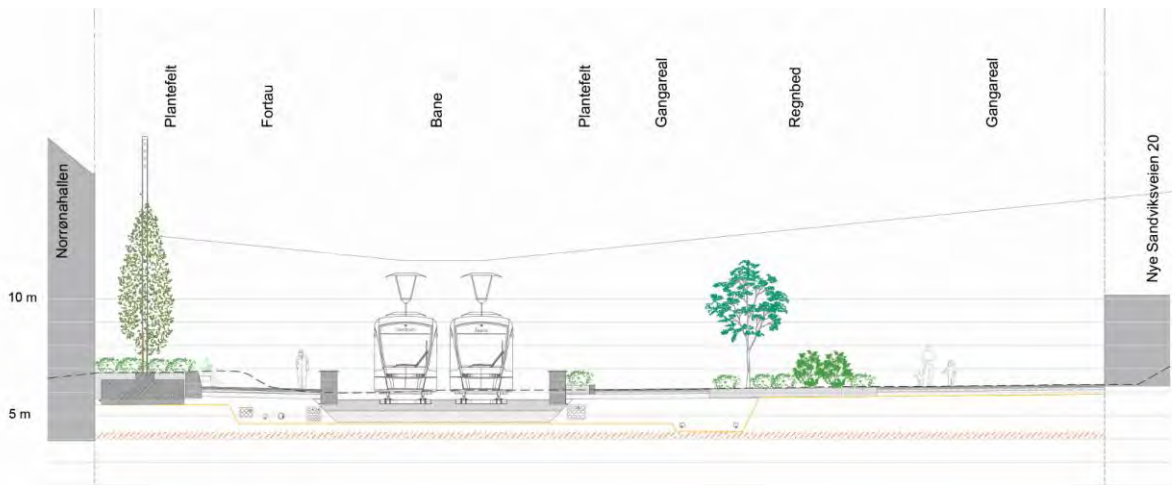 Norrønahallen
Plantefelt
Fortau
Bane
Plantefelt
Gangareal
Regnbed
Gangareal
Nye Sandviksveien 20
10 m
5 m